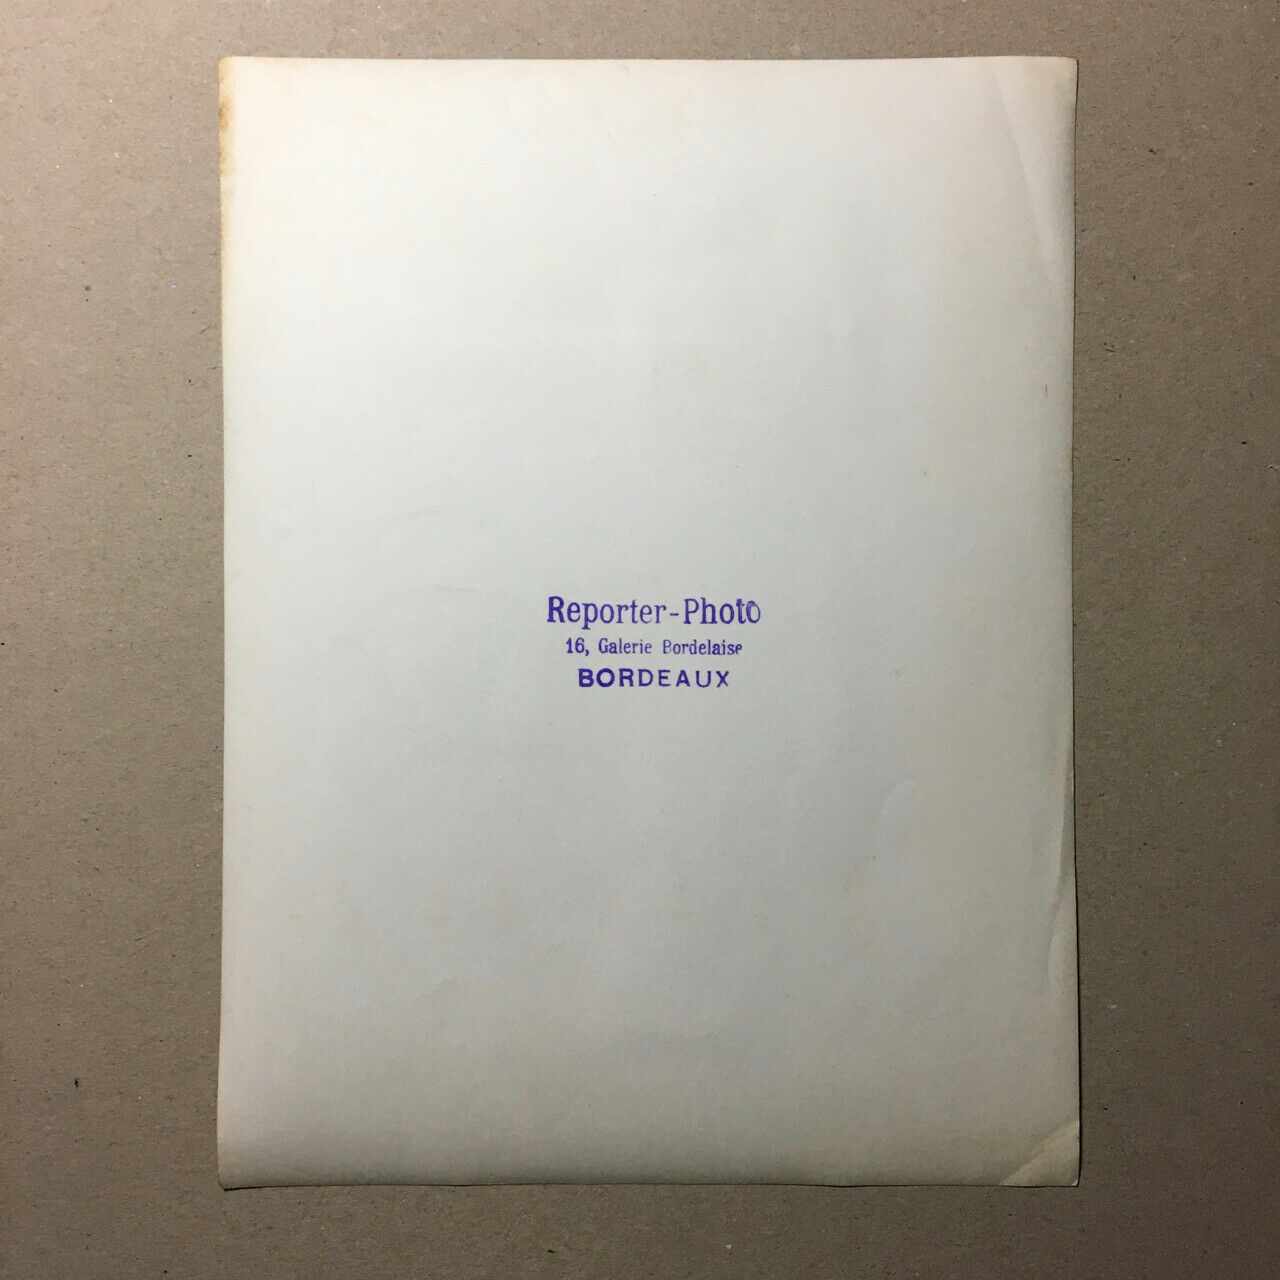 Reporter-Photo
16, Galerie Bordelaise
BORDEAUX